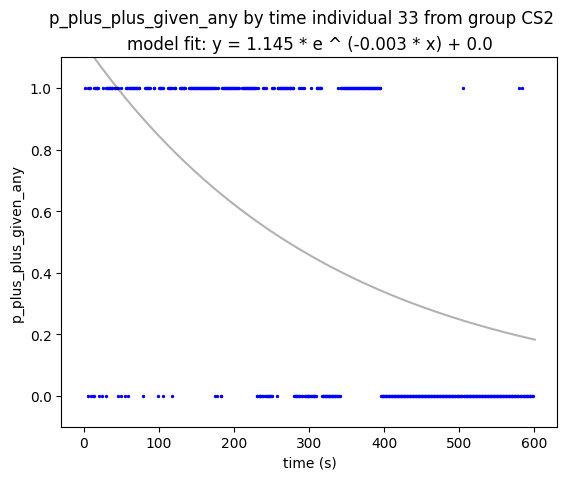 p_plus_plus_given_any by time individual 33 from group CS2
model fit: y = 1.145 * e ^ (-0.003 * x) + 0.0
p_plus_plus_given_any
1.0
0.8
0.6
0.4
0.2
0.0
0 100 200 300 400 500 600
time (s)